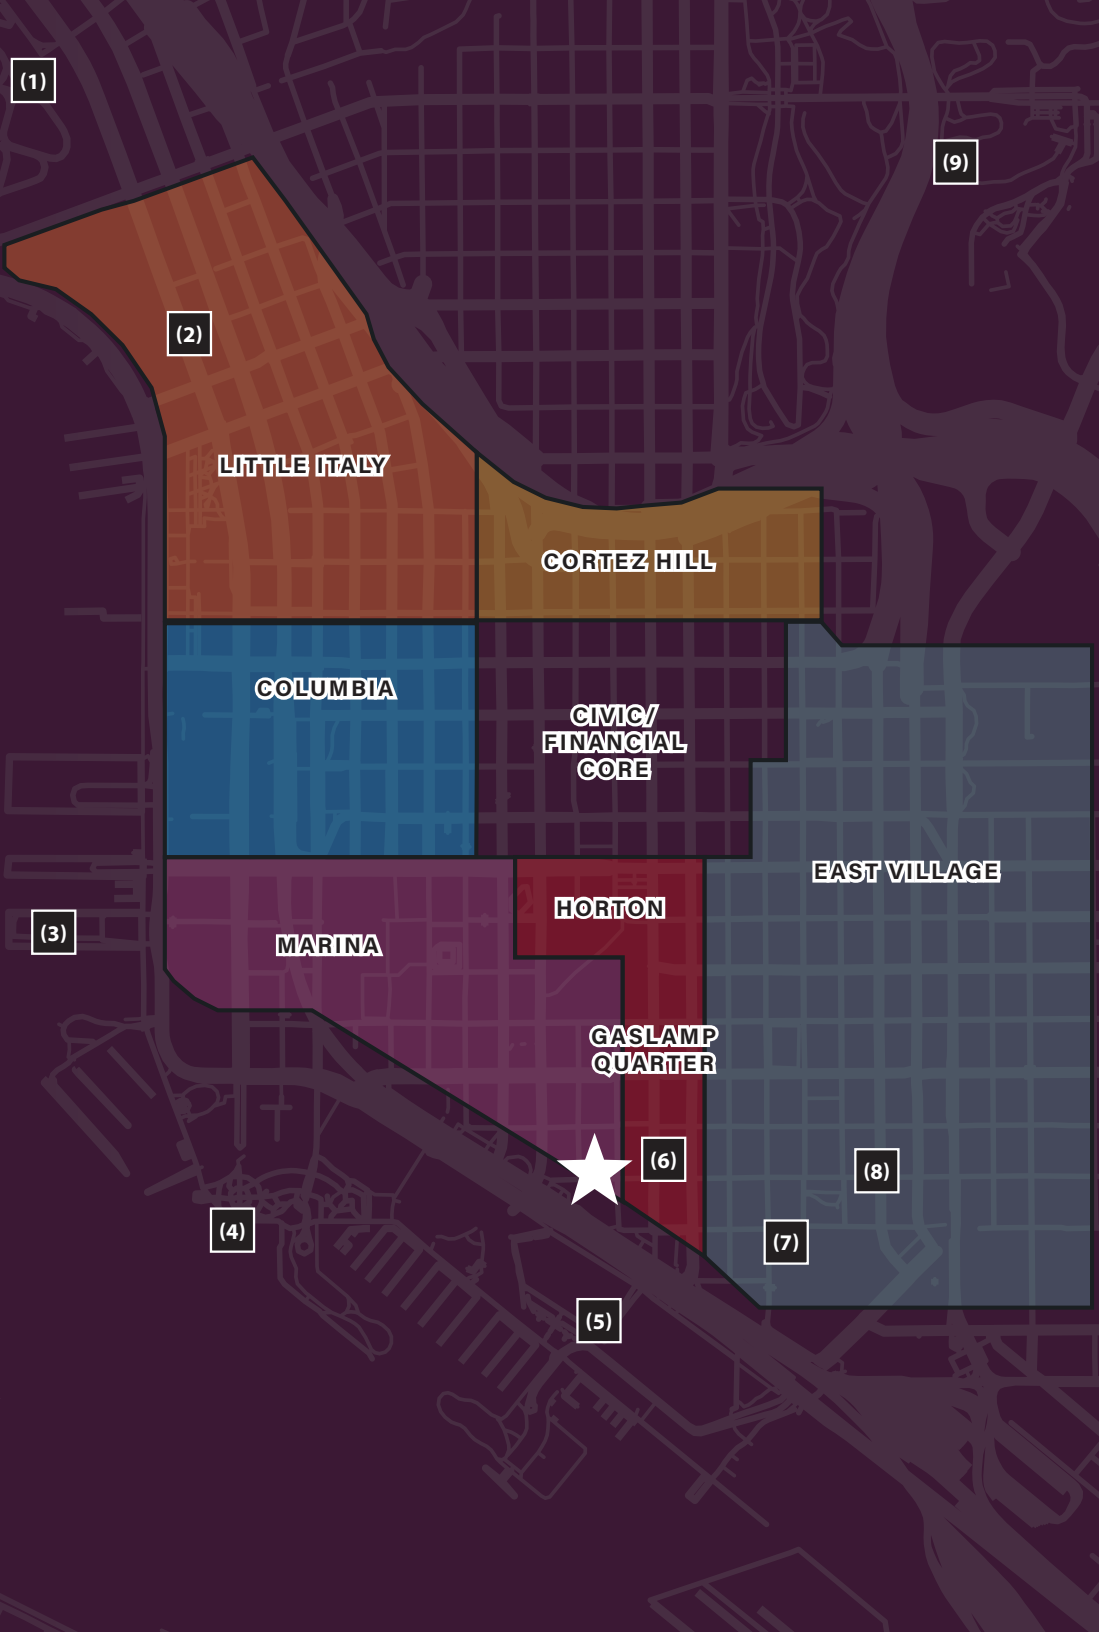 (1)
(9)
(2)
LITTLE ITALY
CORTEZ HILL
COLUMBIA
CIVIC/
FINANCIAL
CORE
EAST VILLAGE
HORTON
(3)
MARINA
GASLAMP
QUARTER
(6)
(8)
(4)
(7)
(5)